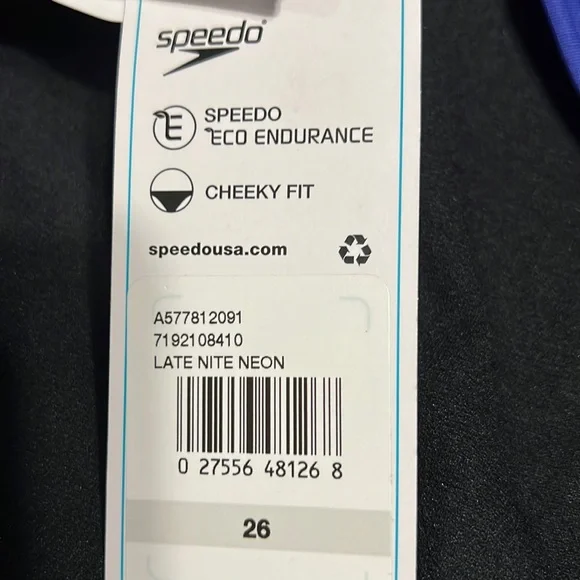 speedo
SPEEDO
ECO ENDURANCE
CHEEKY FIT
speedousa.com
A577812091
7192108410
LATE NITE NEON
0 27556 48126 8
26